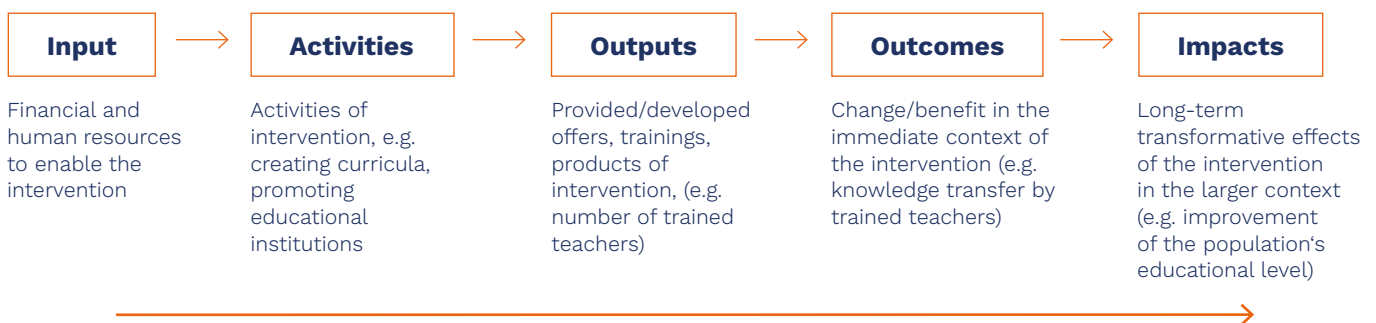 Input
Activities
Outputs
Outcomes
Impacts
Financial and
human resources
to enable the
intervention
Activities of
intervention, e.g.
creating curricula,
promoting
educational
institutions
Provided/developed
offers, trainings,
products of
intervention, (e.g.
number of trained
teachers)
Change/benefit in the
immediate context of
the intervention (e.g.
knowledge transfer by
trained teachers)
Long-term
transformative effects
of the intervention
in the larger context
(e.g. improvement
of the population‘s
educational level)